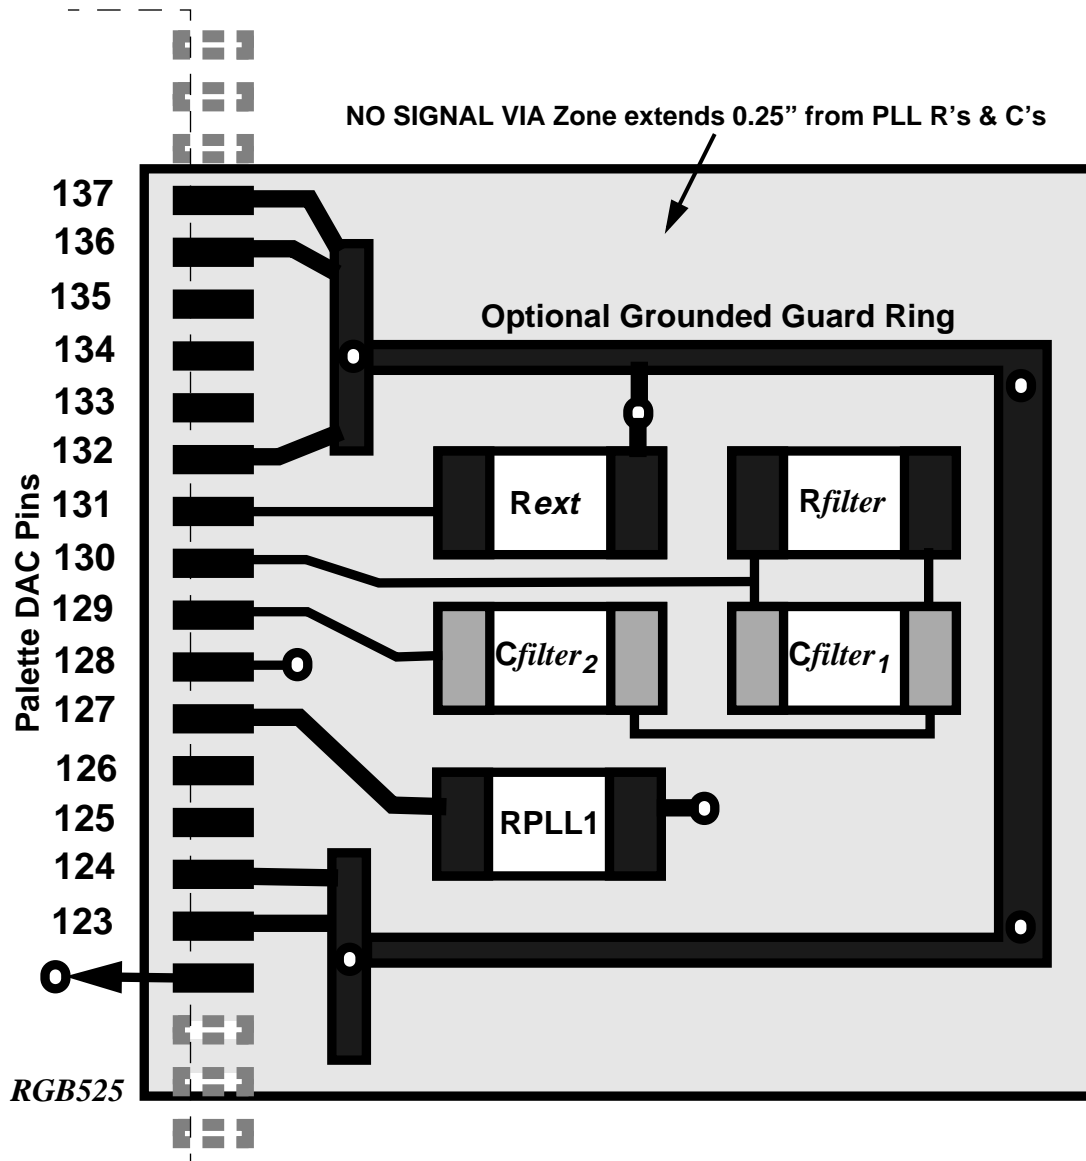 NO SIGNAL VIA Zone extends 0.25” from PLL R’s & C’s
137
136
135
134
133
132
131
130
129
128
127
126
125
124
123
Palette DAC Pins
Optional Grounded Guard Ring
Rext
Rfilter
Cfilter2
Cfilter1
RPLL1
RGB525